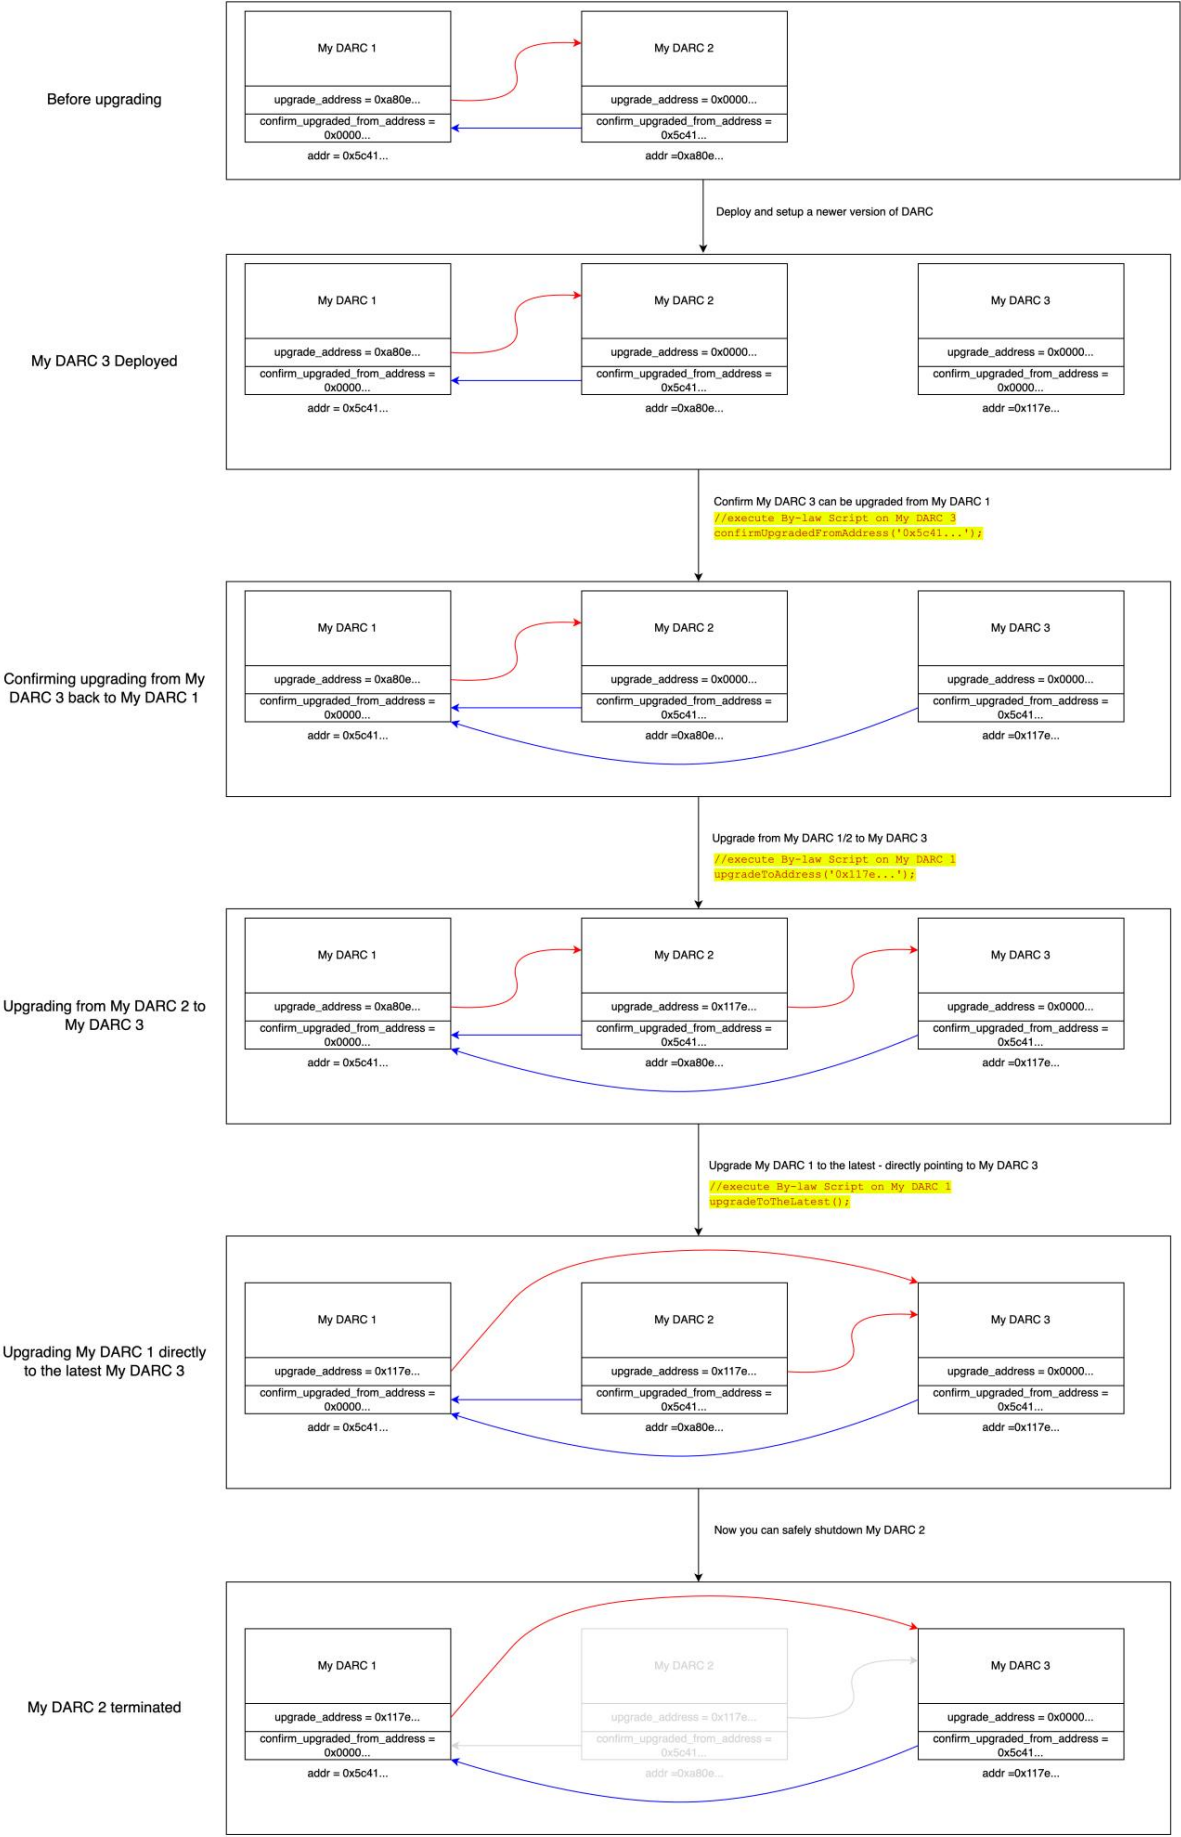 Before upgrading
My DARC 1
upgrade_address = 0xa80e...
confirm_upgraded_from_address =
0x0000...
addr = 0x5c41...
My DARC 2
upgrade_address = 0x0000...
confirm_upgraded_from_address =
0x5c41...
addr =0xa80e...
Deploy and setup a newer version of DARC
My DARC 3 Deployed
My DARC 1
upgrade_address = 0xa80e...
confirm_upgraded_from_address =
0x0000...
addr = 0x5c41...
My DARC 2
upgrade_address = 0x0000...
confirm_upgraded_from_address =
0x5c41...
addr =0xa80e...
My DARC 3
upgrade_address = 0x0000...
confirm_upgraded_from_address =
0x0000...
addr =0x117e...
Confirm My DARC 3 can be upgraded from My DARC 1
//execute By-law Script on My DARC 3
confirmUpgradedFromAddress('0x5c41...');
Confirming upgrading from My
DARC 3 back to My DARC 1
My DARC 1
upgrade_address = 0xa80e...
confirm_upgraded_from_address =
0x0000...
addr = 0x5c41...
My DARC 2
upgrade_address = 0x0000...
confirm_upgraded_from_address =
0x5c41...
addr =0xa80e...
My DARC 3
upgrade_address = 0x0000...
confirm_upgraded_from_address =
0x5c41...
addr =0x117e...
Upgrade from My DARC 1/2 to My DARC 3
//execute By-law Script on My DARC 1
upgradeToAddress('0x117e...');
Upgrading from My DARC 2 to
My DARC 3
My DARC 1
upgrade_address = 0xa80e...
confirm_upgraded_from_address =
0x0000...
addr = 0x5c41...
My DARC 2
upgrade_address = 0x117e...
confirm_upgraded_from_address =
0x5c41...
addr =0xa80e...
My DARC 3
upgrade_address = 0x0000...
confirm_upgraded_from_address =
0x5c41...
addr =0x117e...
Upgrade My DARC 1 to the latest - directly pointing to My DARC 3
//execute By-law Script on My DARC 1
upgradeToTheLatest();
Upgrading My DARC 1 directly
to the latest My DARC 3
My DARC 1
upgrade_address = 0x117e...
confirm_upgraded_from_address =
0x0000...
addr = 0x5c41...
My DARC 2
upgrade_address = 0x117e...
confirm_upgraded_from_address =
0x5c41...
addr =0xa80e...
My DARC 3
upgrade_address = 0x0000...
confirm_upgraded_from_address =
0x5c41...
addr =0x117e...
Now you can safely shutdown My DARC 2
My DARC 2 terminated
My DARC 1
upgrade_address = 0x117e...
confirm_upgraded_from_address =
0x0000...
addr = 0x5c41...
My DARC 2
upgrade_address = 0x117e...
confirm_upgraded_from_address =
0x5c41...
addr =0xa80e...
My DARC 3
upgrade_address = 0x0000...
confirm_upgraded_from_address =
0x5c41...
addr =0x117e...